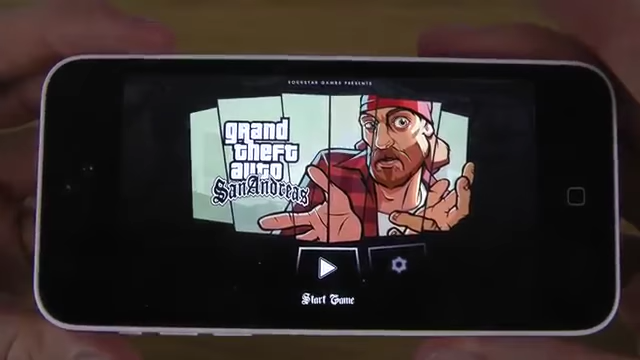 ROCKSTAR GAMES PRESENTS
grand
theft
auto
San Andreas
Start Game